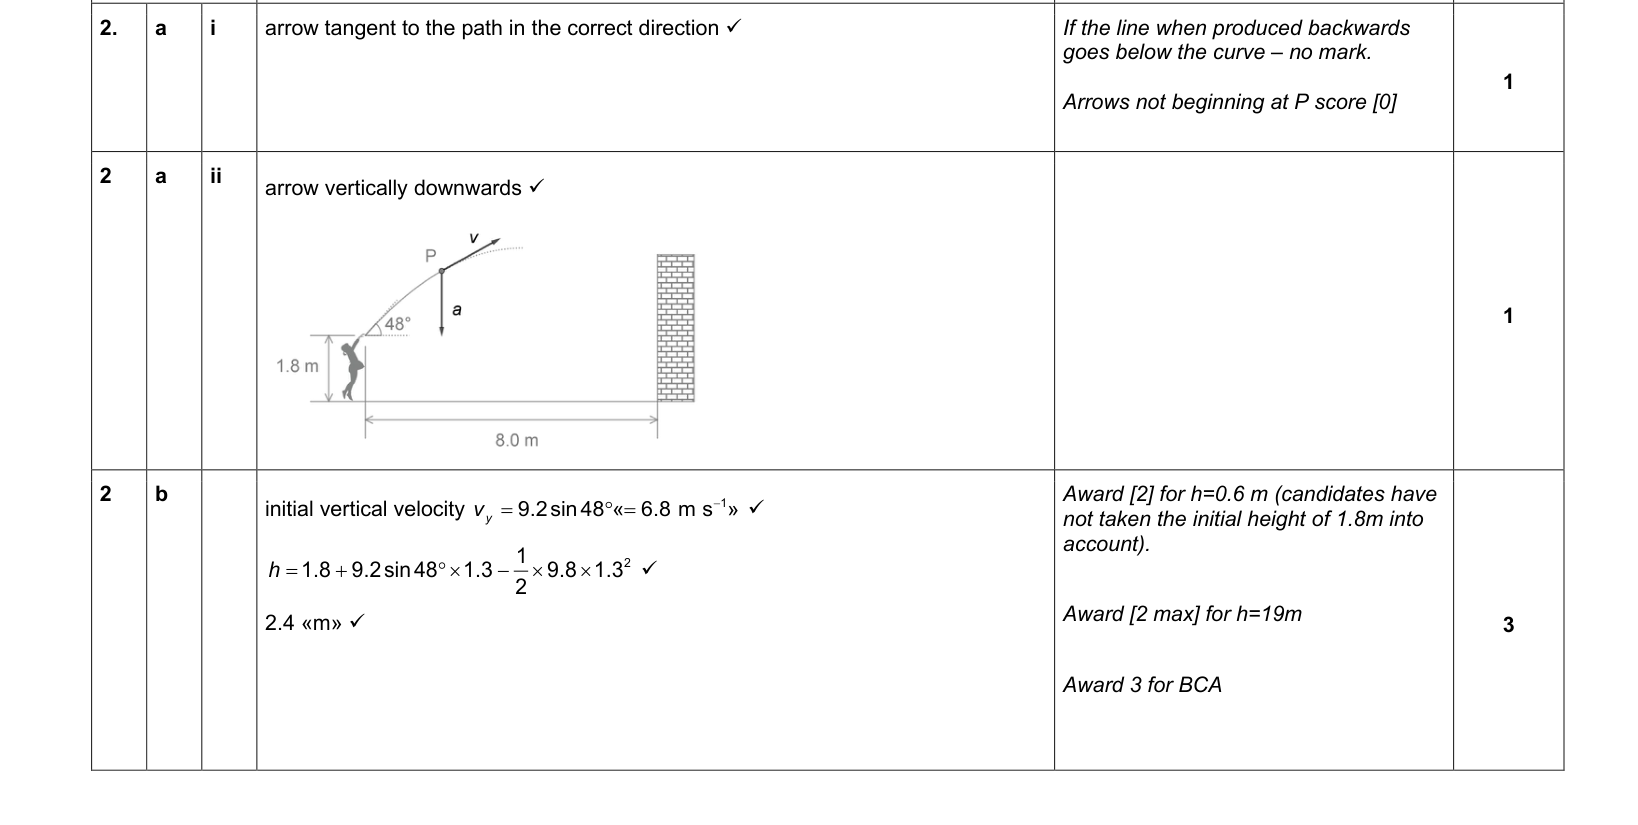 2. a i arrow tangent to the path in the correct direction ✓ If the line when produced backwards
goes below the curve – no mark.
1
Arrows not beginning at P score [0]
2 a ii arrow vertically downwards ✓
v
P
a
48°
1.8 m
1
8.0 m
2 b initial vertical velocity v_y = 9.2 sin 48° «= 6.8 m s⁻¹» ✓ Award [2] for h=0.6 m (candidates have
not taken the initial height of 1.8m into
account).
h = 1.8 + 9.2 sin 48° × 1.3 − 1/2 × 9.8 × 1.3² ✓
2.4 «m» ✓ Award [2 max] for h=19m
3
Award 3 for BCA